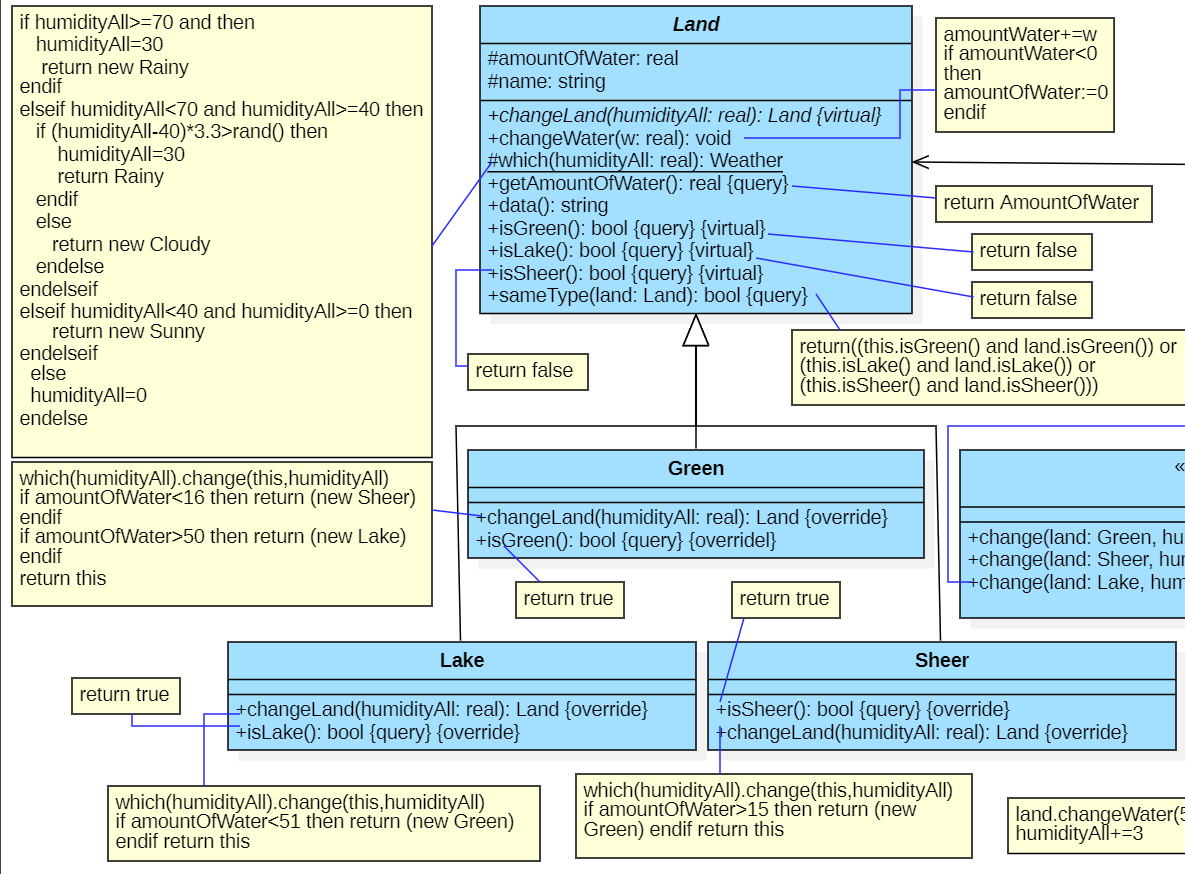 if humidityAll>=70 and then
humidityAll=30
return new Rainy
endif
elseif humidityAll<70 and humidityAll>=40 then
if (humidityAll-40)*3.3>rand() then
humidityAll=30
return Rainy
endif
else
return new Cloudy
endelse
endelseif
elseif humidityAll<40 and humidityAll>=0 then
return new Sunny
endelseif
else
humidityAll=0
endelse
Land
#amountOfWater: real
#name: string
+changeLand(humidityAll: real): Land {virtual}
+changeWater(w: real): void
#which(humidityAll: real): Weather
+getAmountOfWater(): real {query}
+data(): string
+isGreen(): bool {query} {virtual}
+isLake(): bool {query} {virtual}
+isSheer(): bool {query} {virtual}
+sameType(land: Land): bool {query}
amountWater+=w
if amountWater<0
then
amountOfWater:=0
endif
return AmountOfWater
return false
return false
return false
return((this.isGreen() and land.isGreen()) or
(this.isLake() and land.isLake()) or
(this.isSheer() and land.isSheer()))
which(humidityAll).change(this,humidityAll)
if amountOfWater<16 then return (new Sheer)
endif
if amountOfWater>50 then return (new Lake)
endif
return this
Green
+changeLand(humidityAll: real): Land {override}
+isGreen(): bool {query} {overridel}
«
+change(land: Green, hu
+change(land: Sheer, hu
+change(land: Lake, hum
return true
return true
Lake
+changeLand(humidityAll: real): Land {override}
+isLake(): bool {query} {override}
Sheer
+isSheer(): bool {query} {override}
+changeLand(humidityAll: real): Land {override}
return true
which(humidityAll).change(this,humidityAll)
if amountOfWater<51 then return (new Green)
endif return this
which(humidityAll).change(this,humidityAll)
if amountOfWater>15 then return (new
Green) endif return this
land.changeWater(5
humidityAll+=3